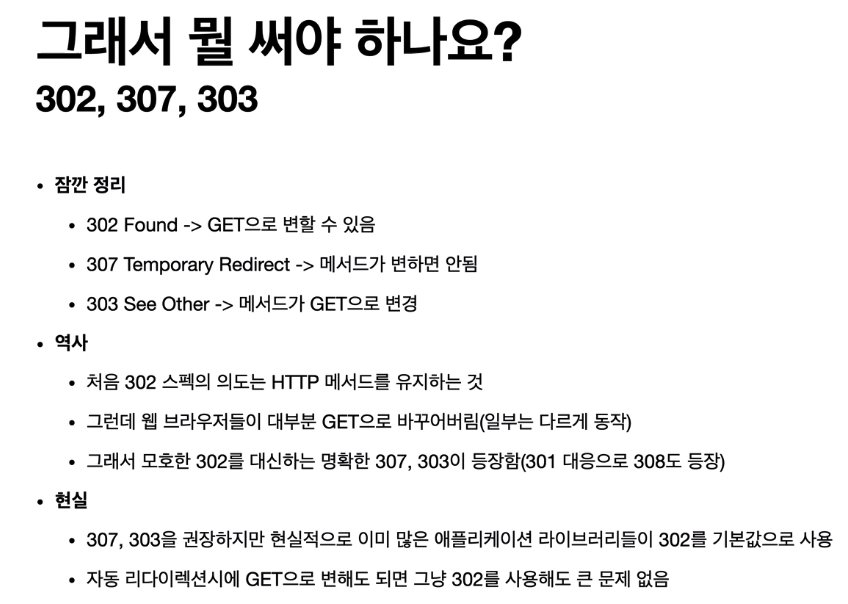 그래서 뭘 써야 하나요?
302, 307, 303
• 잠깐 정리
• 302 Found -> GET으로 변할 수 있음
• 307 Temporary Redirect -> 메서드가 변하면 안됨
• 303 See Other -> 메서드가 GET으로 변경
• 역사
• 처음 302 스펙의 의도는 HTTP 메서드를 유지하는 것
• 그런데 웹 브라우저들이 대부분 GET으로 바꾸어버림(일부는 다르게 동작)
• 그래서 모호한 302를 대신하는 명확한 307, 303이 등장함(301 대응으로 308도 등장)
• 현실
• 307, 303을 권장하지만 현실적으로 이미 많은 애플리케이션 라이브러리들이 302를 기본값으로 사용
• 자동 리다이렉션시에 GET으로 변해도 되면 그냥 302를 사용해도 큰 문제 없음